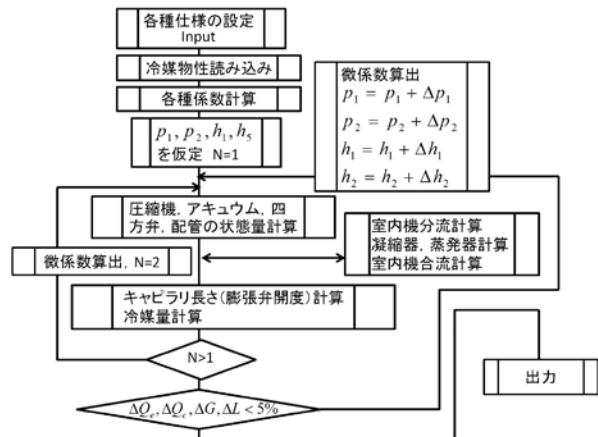 各種仕様の設定
Input
冷媒物性読み込み
各種係数計算
p₁, p₂, h₁, h₅
を仮定 N=1
微係数算出
p₁ = p₁ + Δp₁
p₂ = p₂ + Δp₂
h₁ = h₁ + Δh₁
h₂ = h₂ + Δh₂
圧縮機, アキュウム, 四
方弁, 配管の状態量計算
室内機分流計算
凝縮器, 蒸発器計算
室内機合流計算
微係数算出, N=2
キャピラリ長さ(膨張弁開度)計算
冷媒量計算
N>1
出力
ΔQₑ, ΔQ꜀, ΔG, ΔL < 5%